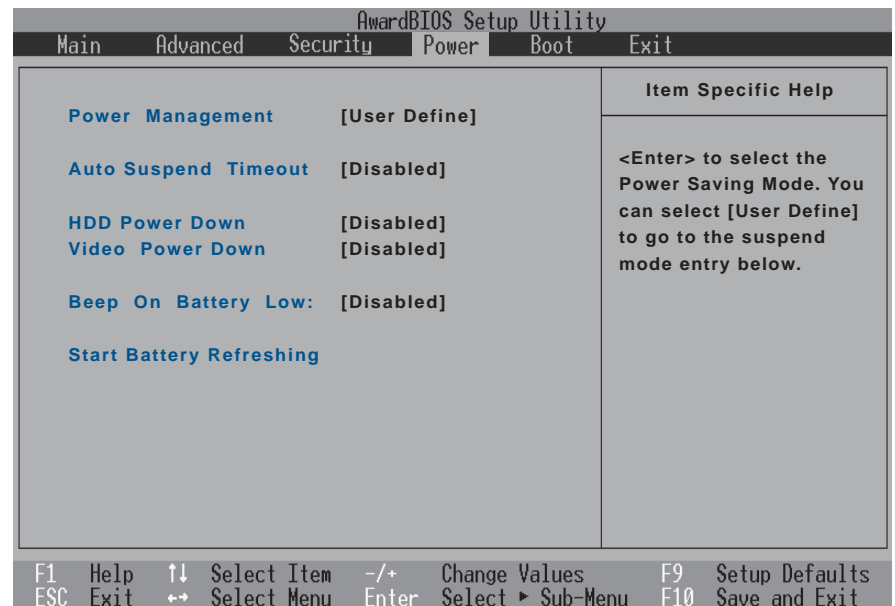 AwardBIOS Setup Utility
Main Advanced Security Power Boot Exit
Item Specific Help
Power Management [User Define]
Auto Suspend Timeout [Disabled]
HDD Power Down [Disabled]
Video Power Down [Disabled]
Beep On Battery Low: [Disabled]
Start Battery Refreshing
<Enter> to select the
Power Saving Mode. You
can select [User Define]
to go to the suspend
mode entry below.
F1 Help ↑↓ Select Item -/+ Change Values F9 Setup Defaults
ESC Exit ←→ Select Menu Enter Select ▶ Sub-Menu F10 Save and Exit